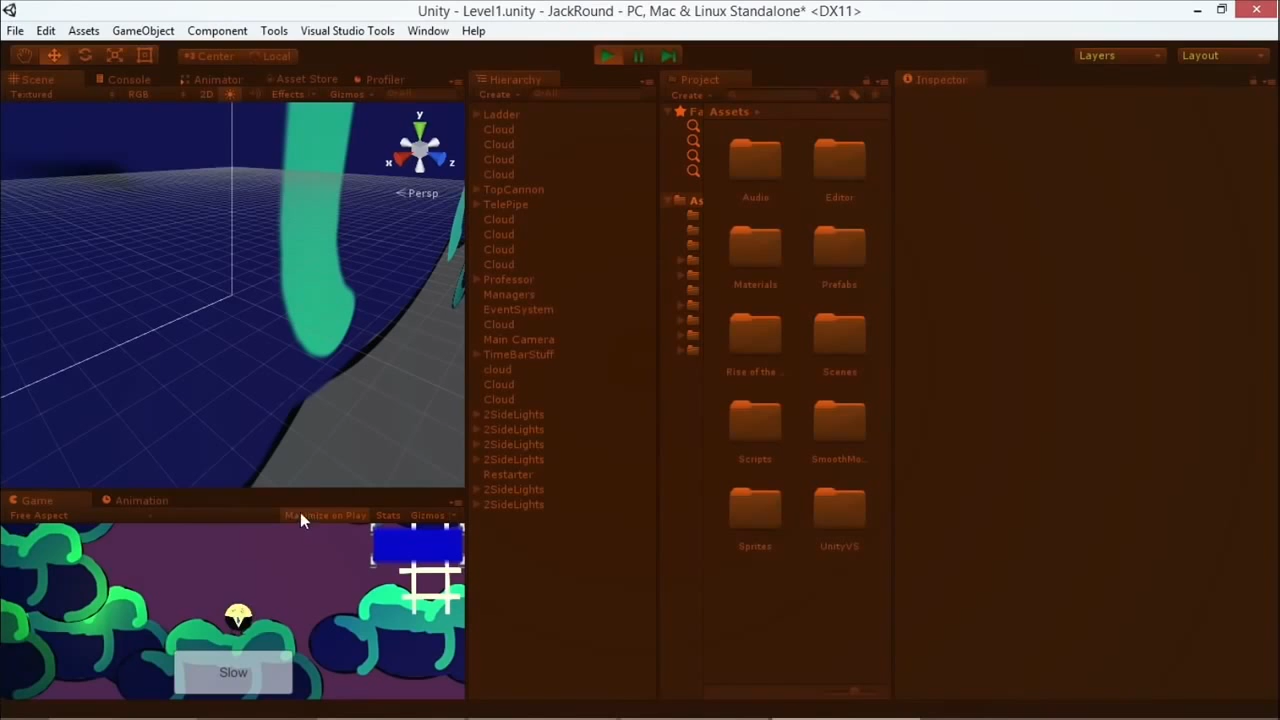 Unity - Level1.unity - JackRound - PC, Mac & Linux Standalone* <DX11>
File Edit Assets GameObject Component Tools Visual Studio Tools Window Help
Center Local Layers Layout
Scene Console Animator Asset Store Profiler
Textured RGB 2D Effects Gizmos All
y
x
z
Persp
Hierarchy
Create All
Ladder
Cloud
Cloud
Cloud
Cloud
TopCannon
TelePipe
Cloud
Cloud
Cloud
Cloud
Professor
Managers
EventSystem
Cloud
Main Camera
TimeBarStuff
cloud
Cloud
Cloud
2SideLights
2SideLights
2SideLights
2SideLights
Restarter
2SideLights
2SideLights
Project
Create
Fa
As
Assets
Audio Editor
Materials Prefabs
Rise of the ... Scenes
Scripts SmoothMo...
Sprites UnityVS
Inspector
Game Animation
Free Aspect Maximize on Play Stats Gizmos
Slow